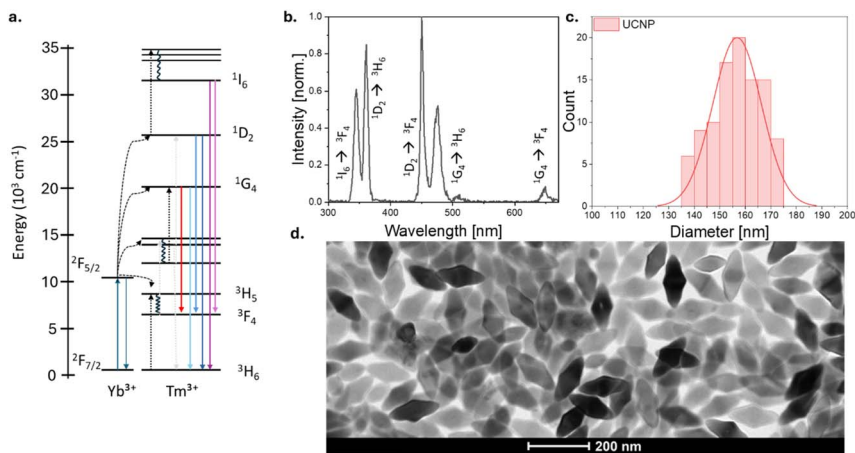 a.
Energy (10³ cm⁻¹)
35
30
25
20
15
10
5
0
¹I₆
¹D₂
¹G₄
³H₅
³F₄
³H₆
²F₅/₂
²F₇/₂
Yb³⁺
Tm³⁺
b.
Intensity [norm.]
1.0
0.8
0.6
0.4
0.2
0.0
¹I₆ → ³F₄
¹D₂ → ³H₆
¹D₂ → ³F₄
¹G₄ → ³H₆
¹G₄ → ³F₄
300 400 500 600
Wavelength [nm]
c.
UCNP
Count
20
15
10
5
0
100 110 120 130 140 150 160 170 180 190 200
Diameter [nm]
d.
200 nm